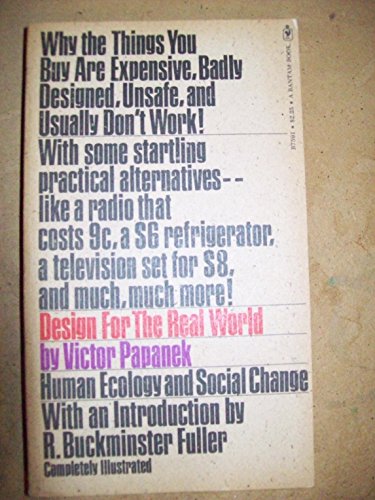 Why the Things You
Buy Are Expensive, Badly
Designed, Unsafe, and
Usually Don't Work!
With some startling
practical alternatives--
like a radio that
costs 9c, a $6 refrigerator,
a television set for $8,
and much, much more!
Design For The Real World
by Victor Papanek
Human Ecology and Social Change
With an Introduction by
R. Buckminster Fuller
Completely Illustrated
$2.25 • A BANTAM BOOK